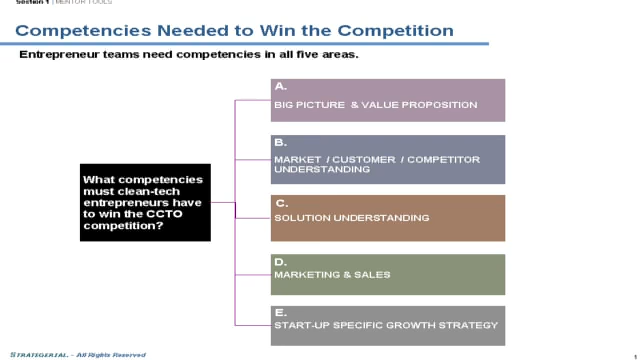 Section 1 | MENTOR TOOLS
Competencies Needed to Win the Competition
Entrepreneur teams need competencies in all five areas.
A.
BIG PICTURE & VALUE PROPOSITION
B.
MARKET / CUSTOMER / COMPETITOR
UNDERSTANDING
What competencies
must clean-tech
entrepreneurs have
to win the CCTO
competition?
C.
SOLUTION UNDERSTANDING
D.
MARKETING & SALES
E.
START-UP SPECIFIC GROWTH STRATEGY
STRATEGERIAL - All Rights Reserved
1